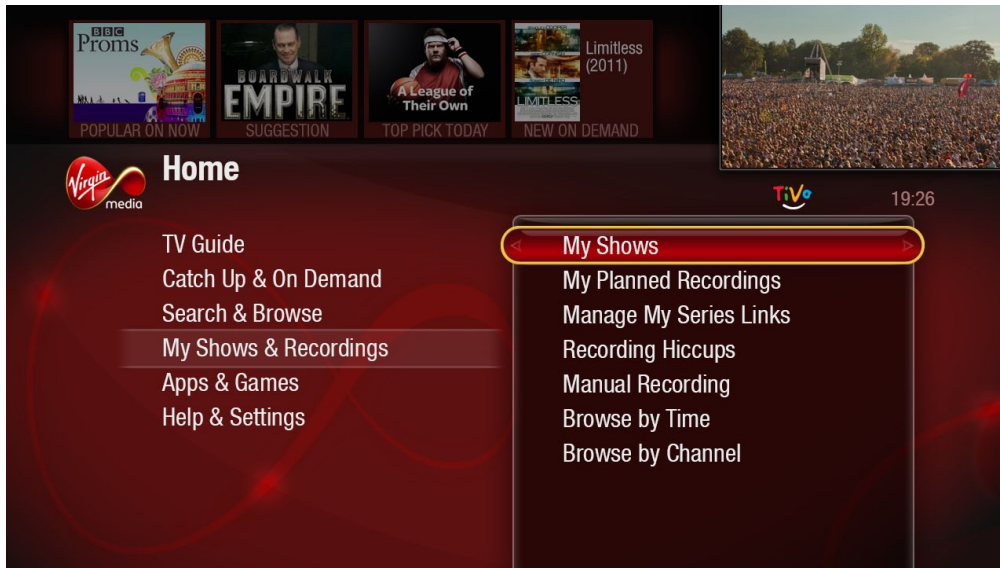 BBC
Proms
POPULAR ON NOW
BOARDWALK
EMPIRE
SUGGESTION
A League of
Their Own
TOP PICK TODAY
LIMITLESS
Limitless
(2011)
NEW ON DEMAND
Virgin
media
Home
TiVo
19:26
TV Guide
Catch Up & On Demand
Search & Browse
My Shows & Recordings
Apps & Games
Help & Settings
My Shows
My Planned Recordings
Manage My Series Links
Recording Hiccups
Manual Recording
Browse by Time
Browse by Channel